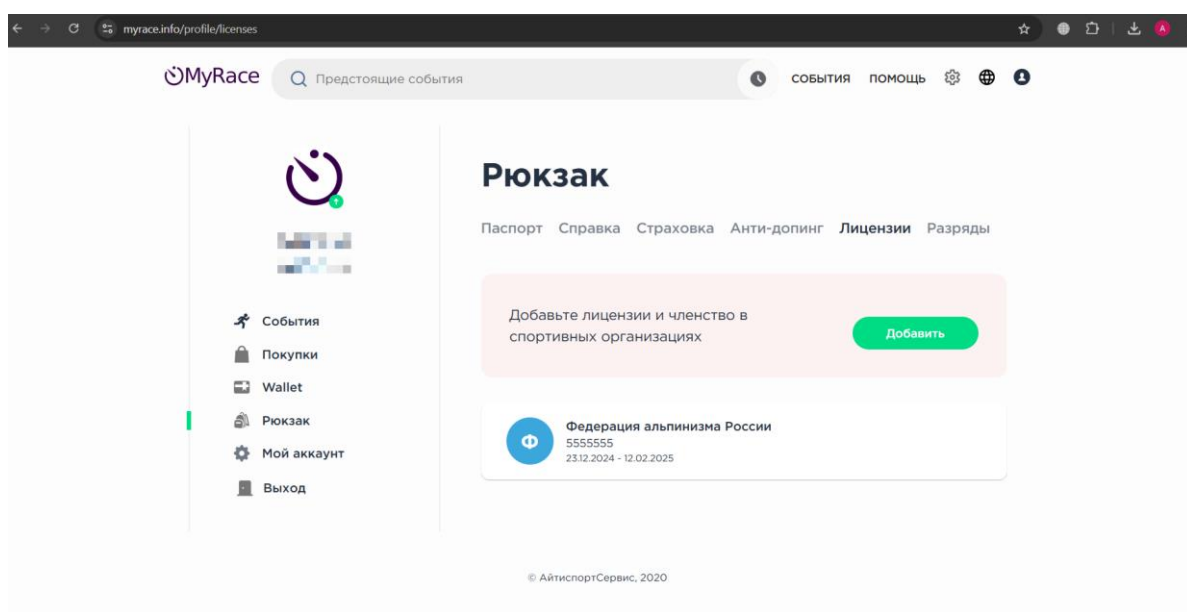 myrace.info/profile/licenses
A
MyRace
Предстоящие события
СОБЫТИЯ ПОМОЩЬ
Рюкзак
Паспорт Справка Страховка Анти-допинг Лицензии Разряды
Добавьте лицензии и членство в
спортивных организациях
Добавить
События
Покупки
Wallet
Рюкзак
Мой аккаунт
Выход
Ф
Федерация альпинизма России
5555555
23.12.2024 - 12.02.2025
© АйтиспортСервис, 2020